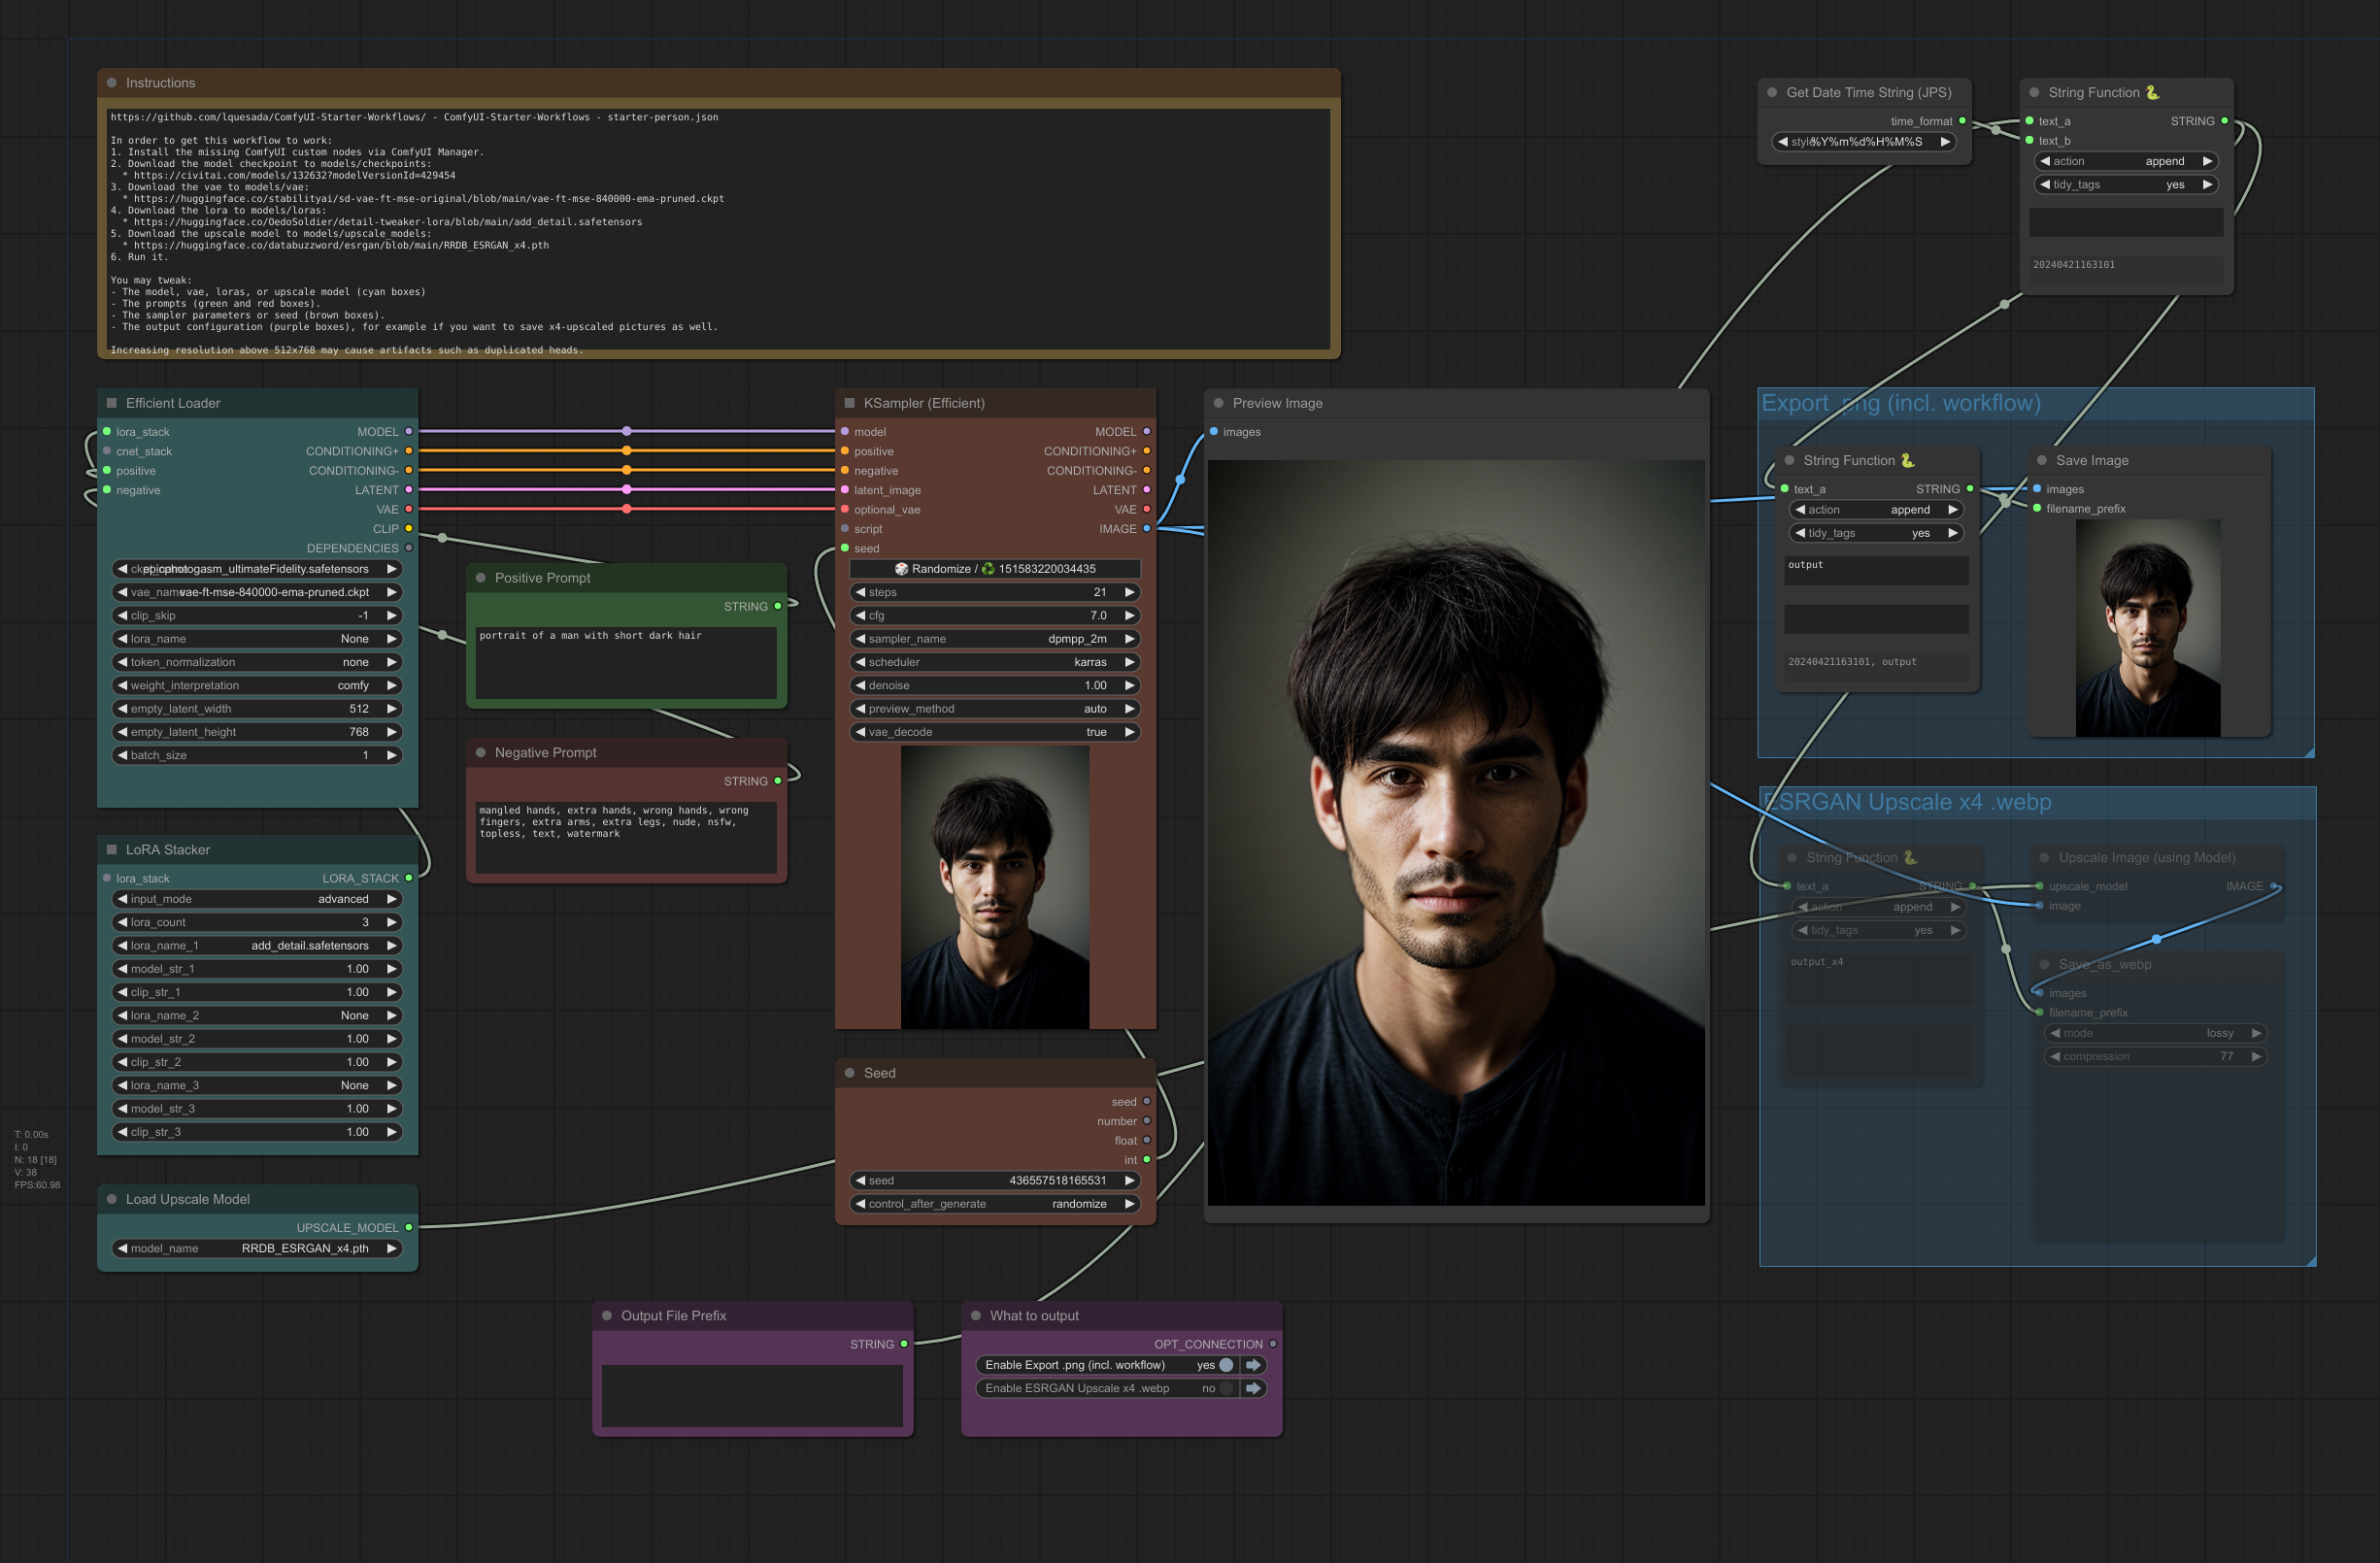 Instructions
https://github.com/lquesada/ComfyUI-Starter-Workflows/ - ComfyUI-Starter-Workflows - starter-person.json
In order to get this workflow to work:
1. Install the missing ComfyUI custom nodes via ComfyUI Manager.
2. Download the model checkpoint to models/checkpoints:
* https://civitai.com/models/132632?modelVersionId=429454
3. Download the vae to models/vae:
* https://huggingface.co/stabilityai/sd-vae-ft-mse-original/blob/main/vae-ft-mse-840000-ema-pruned.ckpt
4. Download the lora to models/loras:
* https://huggingface.co/OedoSoldier/detail-tweaker-lora/blob/main/add_detail.safetensors
5. Download the upscale model to models/upscale_models:
* https://huggingface.co/databuzzword/esrgan/blob/main/RRDB_ESRGAN_x4.pth
6. Run it.
You may tweak:
- The model, vae, loras, or upscale model (cyan boxes)
- The prompts (green and red boxes).
- The sampler parameters or seed (brown boxes).
- The output configuration (purple boxes), for example if you want to save x4-upscaled pictures as well.
Increasing resolution above 512x768 may cause artifacts such as duplicated heads.
Get Date Time String (JPS)
time_format
%Y%m%d%H%M%S
String Function 🐍
text_a STRING
text_b
action append
tidy_tags yes
20240421163101
Efficient Loader
lora_stack MODEL
cnet_stack CONDITIONING+
positive CONDITIONING-
negative LATENT
VAE
CLIP
DEPENDENCIES
epicphotogasm_ultimateFidelity.safetensors
vae_name vae-ft-mse-840000-ema-pruned.ckpt
clip_skip -1
lora_name None
token_normalization none
weight_interpretation comfy
empty_latent_width 512
empty_latent_height 768
batch_size 1
Positive Prompt
STRING
portrait of a man with short dark hair
Negative Prompt
STRING
mangled hands, extra hands, wrong hands, wrong
fingers, extra arms, extra legs, nude, nsfw,
topless, text, watermark
LoRA Stacker
lora_stack LORA_STACK
input_mode advanced
lora_count 3
lora_name_1 add_detail.safetensors
model_str_1 1.00
clip_str_1 1.00
lora_name_2 None
model_str_2 1.00
clip_str_2 1.00
lora_name_3 None
model_str_3 1.00
clip_str_3 1.00
T: 0.00s
I: 0
N: 18 [18]
V: 38
FPS:60.98
Load Upscale Model
UPSCALE_MODEL
model_name RRDB_ESRGAN_x4.pth
KSampler (Efficient)
model MODEL
positive CONDITIONING+
negative CONDITIONING-
latent_image LATENT
optional_vae VAE
script IMAGE
seed
🎲 Randomize / ♻️ 151583220034435
steps 21
cfg 7.0
sampler_name dpmpp_2m
scheduler karras
denoise 1.00
preview_method auto
vae_decode true
Seed
seed
number
float
int
seed 436557518165531
control_after_generate randomize
Preview Image
images
Output File Prefix
STRING
What to output
OPT_CONNECTION
Enable Export .png (incl. workflow) yes
Enable ESRGAN Upscale x4 .webp no
Export .png (incl. workflow)
String Function 🐍
text_a STRING
action append
tidy_tags yes
output
20240421163101, output
Save Image
images
filename_prefix
ESRGAN Upscale x4 .webp
String Function 🐍
text_a STRING
action append
tidy_tags yes
output_x4
Upscale Image (using Model)
upscale_model IMAGE
image
Save_as_webp
images
filename_prefix
mode lossy
compression 77